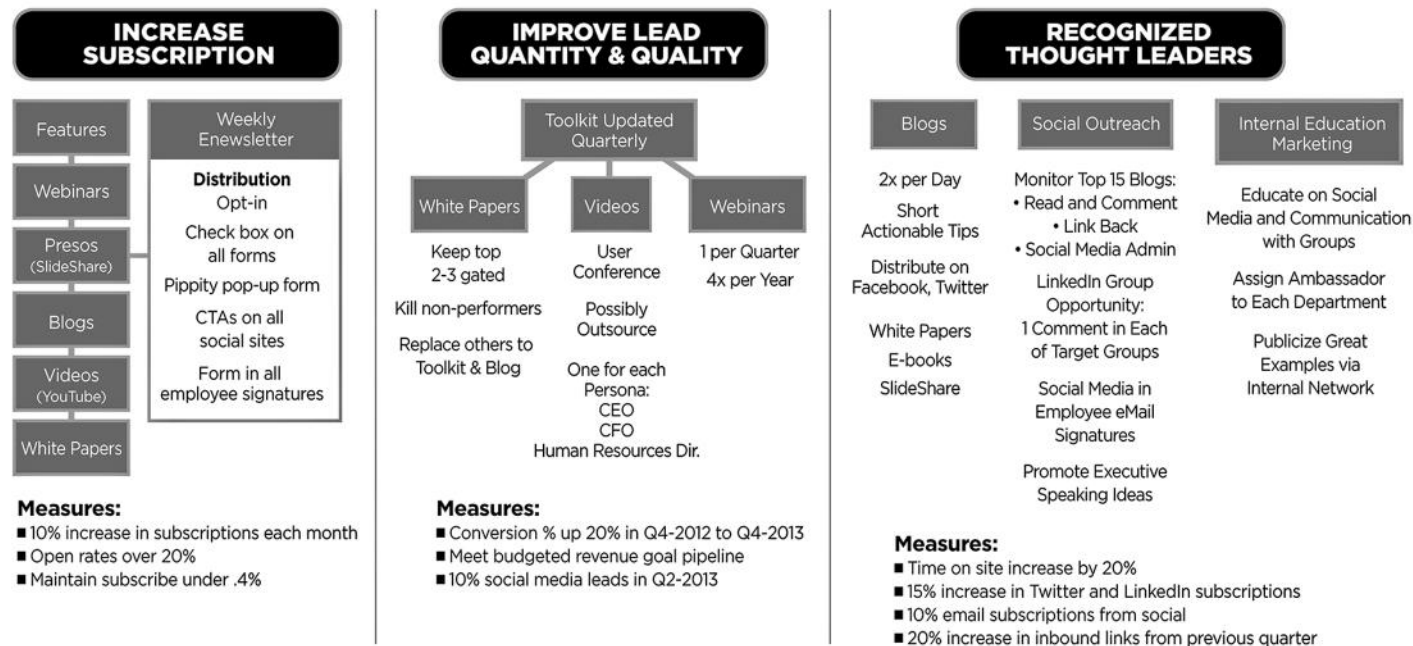 INCREASE
SUBSCRIPTION
Features
Webinars
Presos
(SlideShare)
Blogs
Videos
(YouTube)
White Papers
Weekly
Enewsletter
Distribution
Opt-in
Check box on
all forms
Pippity pop-up form
CTAs on all
social sites
Form in all
employee signatures
Measures:
■ 10% increase in subscriptions each month
■ Open rates over 20%
■ Maintain subscribe under .4%
IMPROVE LEAD
QUANTITY & QUALITY
Toolkit Updated
Quarterly
White Papers
Keep top
2-3 gated
Kill non-performers
Replace others to
Toolkit & Blog
Videos
User
Conference
Possibly
Outsource
One for each
Persona:
CEO
CFO
Human Resources Dir.
Webinars
1 per Quarter
4x per Year
Measures:
■ Conversion % up 20% in Q4-2012 to Q4-2013
■ Meet budgeted revenue goal pipeline
■ 10% social media leads in Q2-2013
RECOGNIZED
THOUGHT LEADERS
Blogs
2x per Day
Short
Actionable Tips
Distribute on
Facebook, Twitter
White Papers
E-books
SlideShare
Social Outreach
Monitor Top 15 Blogs:
• Read and Comment
• Link Back
• Social Media Admin
LinkedIn Group
Opportunity:
1 Comment in Each
of Target Groups
Social Media in
Employee eMail
Signatures
Promote Executive
Speaking Ideas
Internal Education
Marketing
Educate on Social
Media and Communication
with Groups
Assign Ambassador
to Each Department
Publicize Great
Examples via
Internal Network
Measures:
■ Time on site increase by 20%
■ 15% increase in Twitter and LinkedIn subscriptions
■ 10% email subscriptions from social
■ 20% increase in inbound links from previous quarter